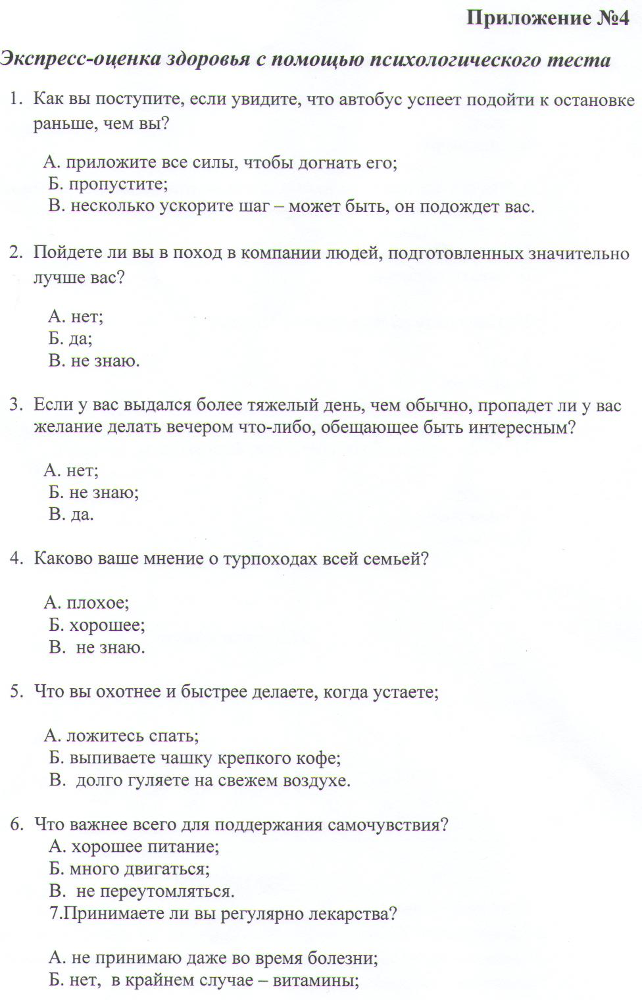 Приложение №4
Экспресс-оценка здоровья с помощью психологического теста
1. Как вы поступите, если увидите, что автобус успеет подойти к остановке
раньше, чем вы?
А. приложите все силы, чтобы догнать его;
Б. пропустите;
В. несколько ускорите шаг – может быть, он подождет вас.
2. Пойдете ли вы в поход в компании людей, подготовленных значительно
лучше вас?
А. нет;
Б. да;
В. не знаю.
3. Если у вас выдался более тяжелый день, чем обычно, пропадет ли у вас
желание делать вечером что-либо, обещающее быть интересным?
А. нет;
Б. не знаю;
В. да.
4. Каково ваше мнение о турпоходах всей семьей?
А. плохое;
Б. хорошее;
В. не знаю.
5. Что вы охотнее и быстрее делаете, когда устаете;
А. ложитесь спать;
Б. выпиваете чашку крепкого кофе;
В. долго гуляете на свежем воздухе.
6. Что важнее всего для поддержания самочувствия?
А. хорошее питание;
Б. много двигаться;
В. не переутомляться.
7.Принимаете ли вы регулярно лекарства?
А. не принимаю даже во время болезни;
Б. нет, в крайнем случае – витамины;